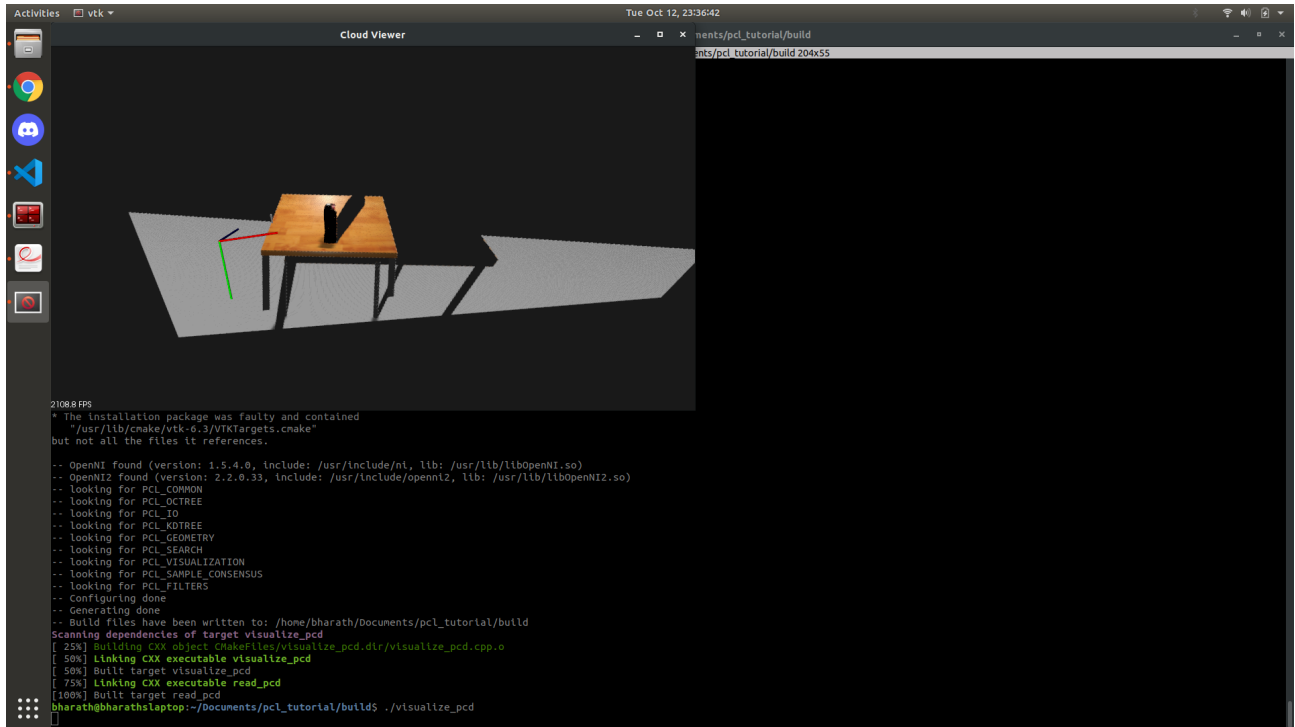 Activities vtk Tue Oct 12, 23:36:42
Cloud Viewer
ments/pcl_tutorial/build
ents/pcl_tutorial/build 204x55
2108.8 FPS
* The installation package was faulty and contained
"/usr/lib/cmake/vtk-6.3/VTKTargets.cmake"
but not all the files it references.
-- OpenNI found (version: 1.5.4.0, include: /usr/include/ni, lib: /usr/lib/libOpenNI.so)
-- OpenNI2 found (version: 2.2.0.33, include: /usr/include/openni2, lib: /usr/lib/libOpenNI2.so)
-- looking for PCL_COMMON
-- looking for PCL_OCTREE
-- looking for PCL_IO
-- looking for PCL_KDTREE
-- looking for PCL_GEOMETRY
-- looking for PCL_SEARCH
-- looking for PCL_VISUALIZATION
-- looking for PCL_SAMPLE_CONSENSUS
-- looking for PCL_FILTERS
-- Configuring done
-- Generating done
-- Build files have been written to: /home/bharath/Documents/pcl_tutorial/build
Scanning dependencies of target visualize_pcd
[ 25%] Building CXX object CMakeFiles/visualize_pcd.dir/visualize_pcd.cpp.o
[ 50%] Linking CXX executable visualize_pcd
[ 50%] Built target visualize_pcd
[ 75%] Linking CXX executable read_pcd
[100%] Built target read_pcd
bharath@bharathslaptop:~/Documents/pcl_tutorial/build$ ./visualize_pcd